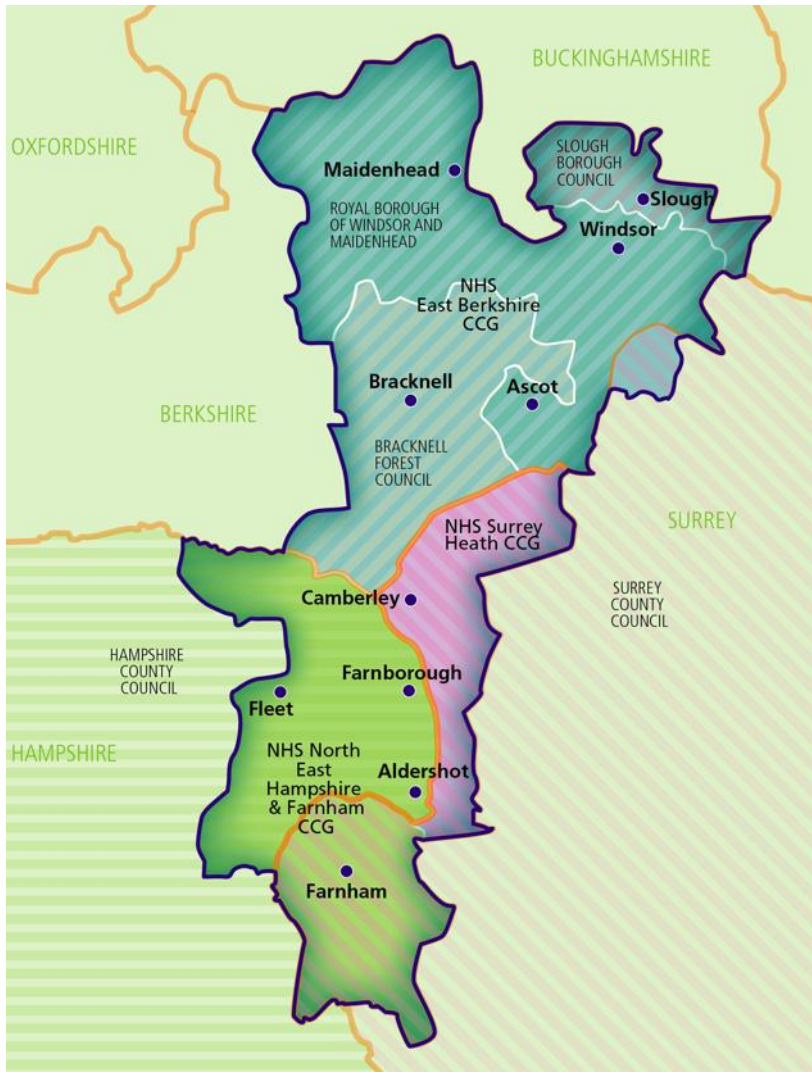 BUCKINGHAMSHIRE
OXFORDSHIRE
SLOUGH
BOROUGH
COUNCIL
Maidenhead
Slough
ROYAL BOROUGH
OF WINDSOR AND
MAIDENHEAD
Windsor
NHS
East Berkshire
CCG
Bracknell
Ascot
BERKSHIRE
BRACKNELL
FOREST
COUNCIL
NHS Surrey
Heath CCG
SURREY
Camberley
SURREY
COUNTY
COUNCIL
HAMPSHIRE
COUNTY
COUNCIL
Farnborough
Fleet
HAMPSHIRE
NHS North
East
Hampshire
& Farnham
CCG
Aldershot
Farnham